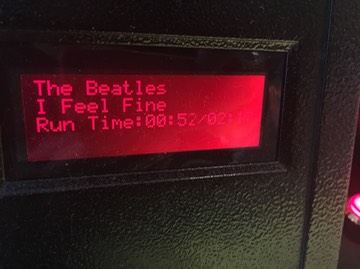 The Beatles
I Feel Fine
Run Time:00:52/02: